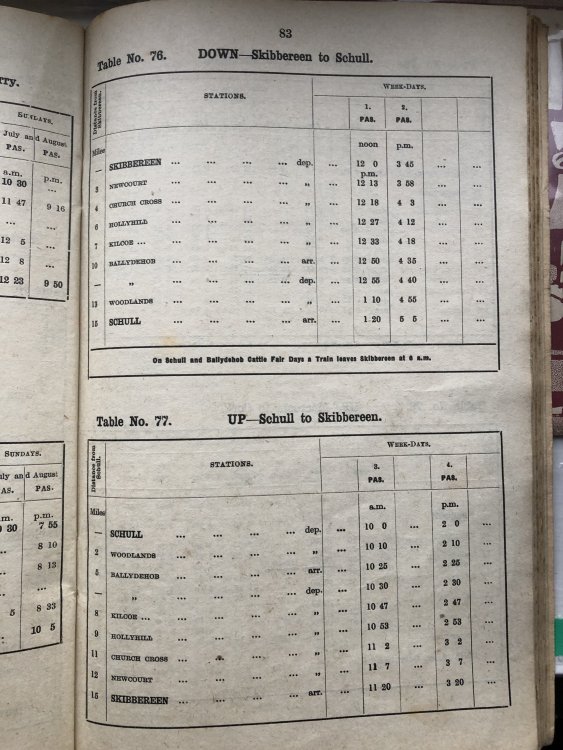 83
Table No. 76. DOWN—Skibbereen to Schull.
Distance from Skibbereen. STATIONS. WEEK-DAYS.
1. 2.
PAS. PAS.
Miles noon p.m.
— SKIBBEREEN ... ... ... ... dep. 12 0 3 45 ... ...
p.m.
3 NEWCOURT ... ... ... ... „ 12 13 3 58 ... ...
4 CHURCH CROSS ... ... ... ... „ 12 18 4 3 ... ...
6 HOLLYHILL ... ... ... ... „ 12 27 4 12 ... ...
7 KILCOE ... ... ... ... ... „ 12 33 4 18 ... ...
10 BALLYDEHOB ... ... ... ... arr. 12 50 4 35 ... ...
— „ ... ... ... ... dep. 12 55 4 40 ... ...
13 WOODLANDS ... ... ... ... „ 1 10 4 55 ... ...
15 SCHULL ... ... ... ... arr. 1 20 5 5 ... ...
On Schull and Ballydehob Cattle Fair Days a Train leaves Skibbereen at 6 a.m.
Table No. 77. UP—Schull to Skibbereen.
Distance from Schull. STATIONS. WEEK-DAYS.
3. 4.
PAS. PAS.
Miles a.m. p.m.
— SCHULL ... ... ... ... dep. ... 10 0 ... 2 0 ...
2 WOODLANDS ... ... ... ... „ ... 10 10 ... 2 10 ...
5 BALLYDEHOB ... ... ... ... arr. ... 10 25 ... 2 25 ...
— „ ... ... ... ... dep. ... 10 30 ... 2 30 ...
8 KILCOE ... ... ... ... ... „ ... 10 47 ... 2 47 ...
9 HOLLYHILL ... ... ... ... „ ... 10 53 ... 2 53 ...
11 CHURCH CROSS ... ... ... ... „ ... 11 2 ... 3 2 ...
12 NEWCOURT ... ... ... ... „ ... 11 7 ... 3 7 ...
15 SKIBBEREEN ... ... ... ... arr. ... 11 20 ... 3 20 ...
SUNDAYS.
July and August
PAS. PAS.
a.m. p.m.
10 30 ...
11 47 9 16
... ...
12 5 ...
12 8 ...
12 23 9 50
SUNDAYS.
and August
PAS.
p.m.
7 55
8 10
8 13
...
...
5 8 23
10 5